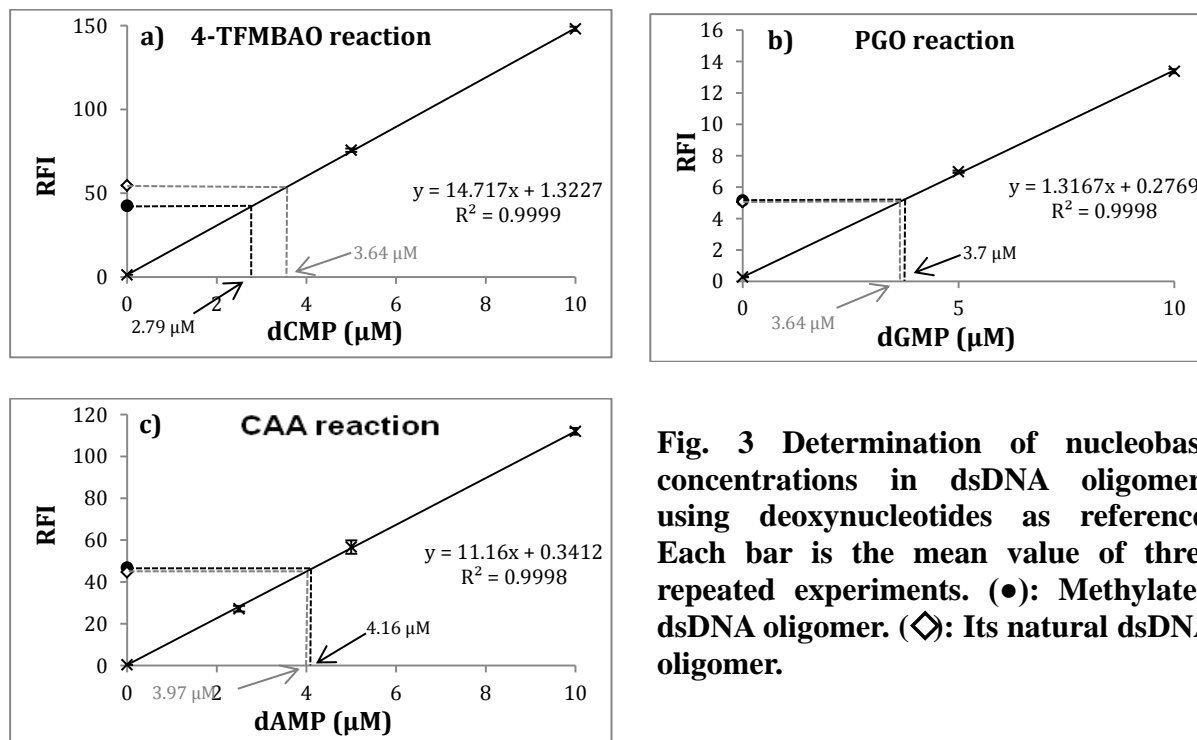 a) 4-TFMBAO reaction
150
100
50
0
RFI
y = 14.717x + 1.3227
R² = 0.9999
3.64 µM
2.79 µM
0 2 4 6 8 10
dCMP (µM)
b) PGO reaction
16
14
12
10
8
6
4
2
0
RFI
y = 1.3167x + 0.2769
R² = 0.9998
3.7 µM
3.64 µM
0 5 10
dGMP (µM)
c) CAA reaction
120
100
80
60
40
20
0
RFI
y = 11.16x + 0.3412
R² = 0.9998
4.16 µM
3.97 µM
0 2 4 6 8 10
dAMP (µM)
Fig. 3 Determination of nucleobas
concentrations in dsDNA oligomer
using deoxynucleotides as reference
Each bar is the mean value of thre
repeated experiments. (●): Methylate
dsDNA oligomer. (◇): Its natural dsDNA
oligomer.